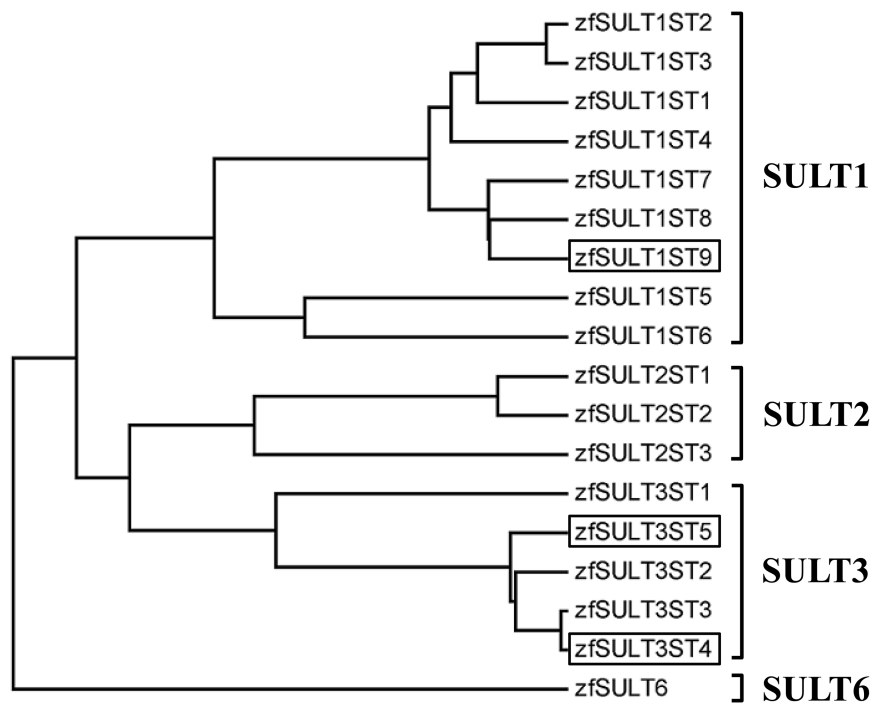 zfSULT1ST2
zfSULT1ST3
zfSULT1ST1
zfSULT1ST4
zfSULT1ST7
SULT1
zfSULT1ST8
zfSULT1ST9
zfSULT1ST5
zfSULT1ST6
zfSULT2ST1
zfSULT2ST2
SULT2
zfSULT2ST3
zfSULT3ST1
zfSULT3ST5
zfSULT3ST2
SULT3
zfSULT3ST3
zfSULT3ST4
zfSULT6
SULT6